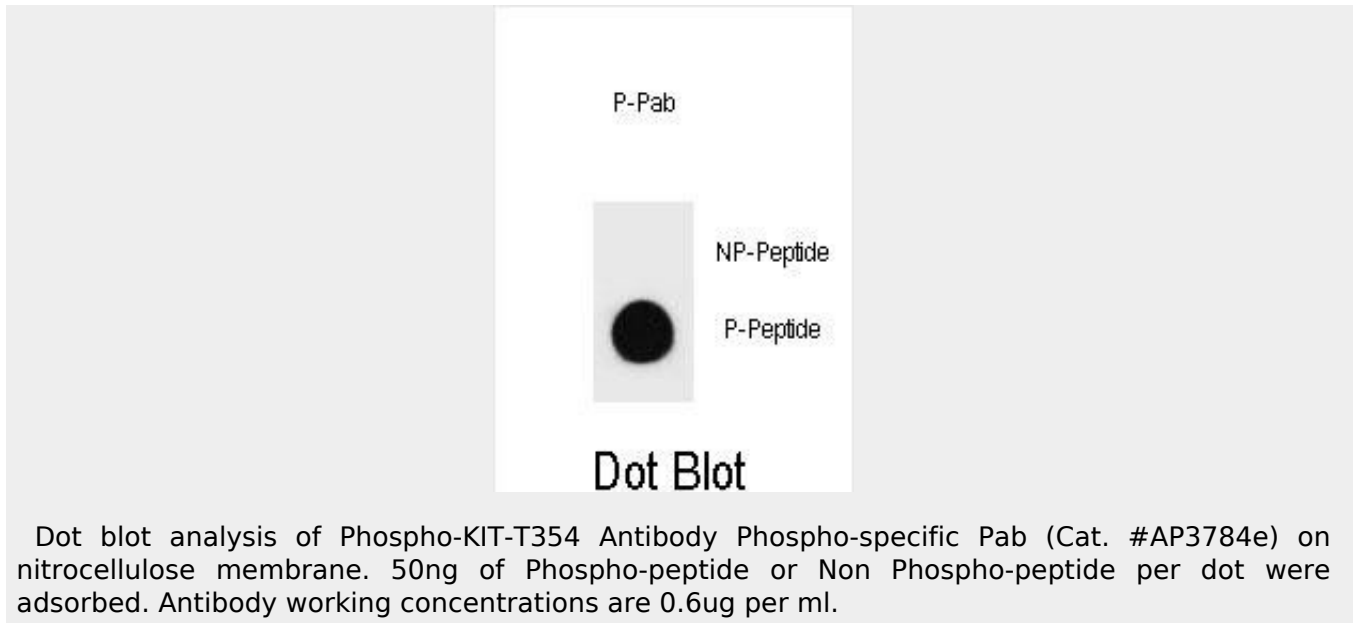 P-Pab
NP-Peptide
P-Peptide
Dot Blot
Dot blot analysis of Phospho-KIT-T354 Antibody Phospho-specific Pab (Cat. #AP3784e) on
nitrocellulose membrane. 50ng of Phospho-peptide or Non Phospho-peptide per dot were
adsorbed. Antibody working concentrations are 0.6ug per ml.